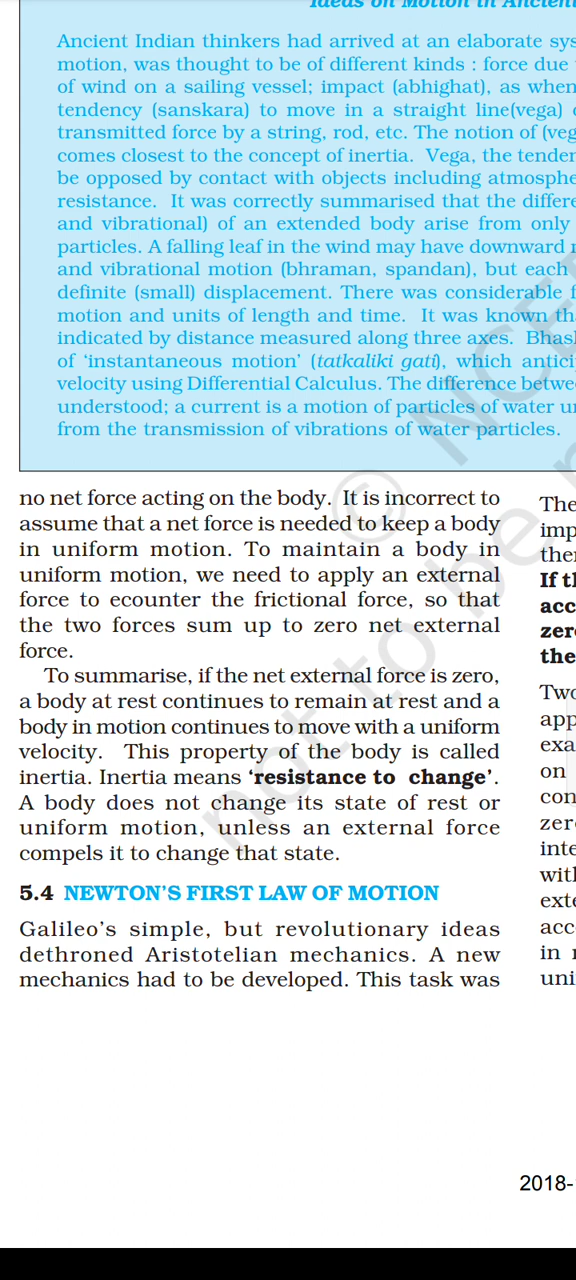 Ideas on Motion in Ancient
Ancient Indian thinkers had arrived at an elaborate sys
motion, was thought to be of different kinds : force due
of wind on a sailing vessel; impact (abhighat), as when
tendency (sanskara) to move in a straight line(vega)
transmitted force by a string, rod, etc. The notion of (veg
comes closest to the concept of inertia. Vega, the tenden
be opposed by contact with objects including atmosphe
resistance. It was correctly summarised that the differe
and vibrational) of an extended body arise from only
particles. A falling leaf in the wind may have downward
and vibrational motion (bhraman, spandan), but each
definite (small) displacement. There was considerable f
motion and units of length and time. It was known tha
indicated by distance measured along three axes. Bhask
of ‘instantaneous motion’ (tatkaliki gati), which antici
velocity using Differential Calculus. The difference betwe
understood; a current is a motion of particles of water un
from the transmission of vibrations of water particles.
no net force acting on the body. It is incorrect to
assume that a net force is needed to keep a body
in uniform motion. To maintain a body in
uniform motion, we need to apply an external
force to ecounter the frictional force, so that
the two forces sum up to zero net external
force.
To summarise, if the net external force is zero,
a body at rest continues to remain at rest and a
body in motion continues to move with a uniform
velocity. This property of the body is called
inertia. Inertia means ‘resistance to change’.
A body does not change its state of rest or
uniform motion, unless an external force
compels it to change that state.
5.4 NEWTON’S FIRST LAW OF MOTION
Galileo’s simple, but revolutionary ideas
dethroned Aristotelian mechanics. A new
mechanics had to be developed. This task was
The
imp
the
If th
acc
zero
the
Two
app
exa
on
con
zero
inte
with
exte
acc
in
uni
© NCE
not to be
2018-